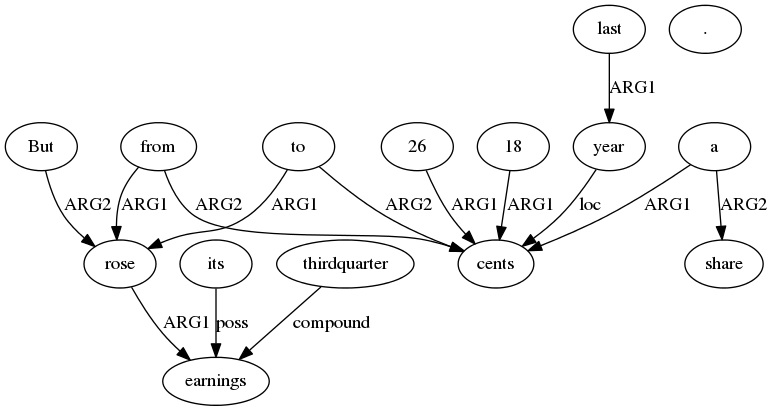 last .
ARG1
But from to 26 18 year a
ARG2 ARG1 ARG2 ARG1 ARG2 ARG1 ARG1 loc ARG1 ARG2
rose its thirdquarter cents share
ARG1 poss compound
earnings